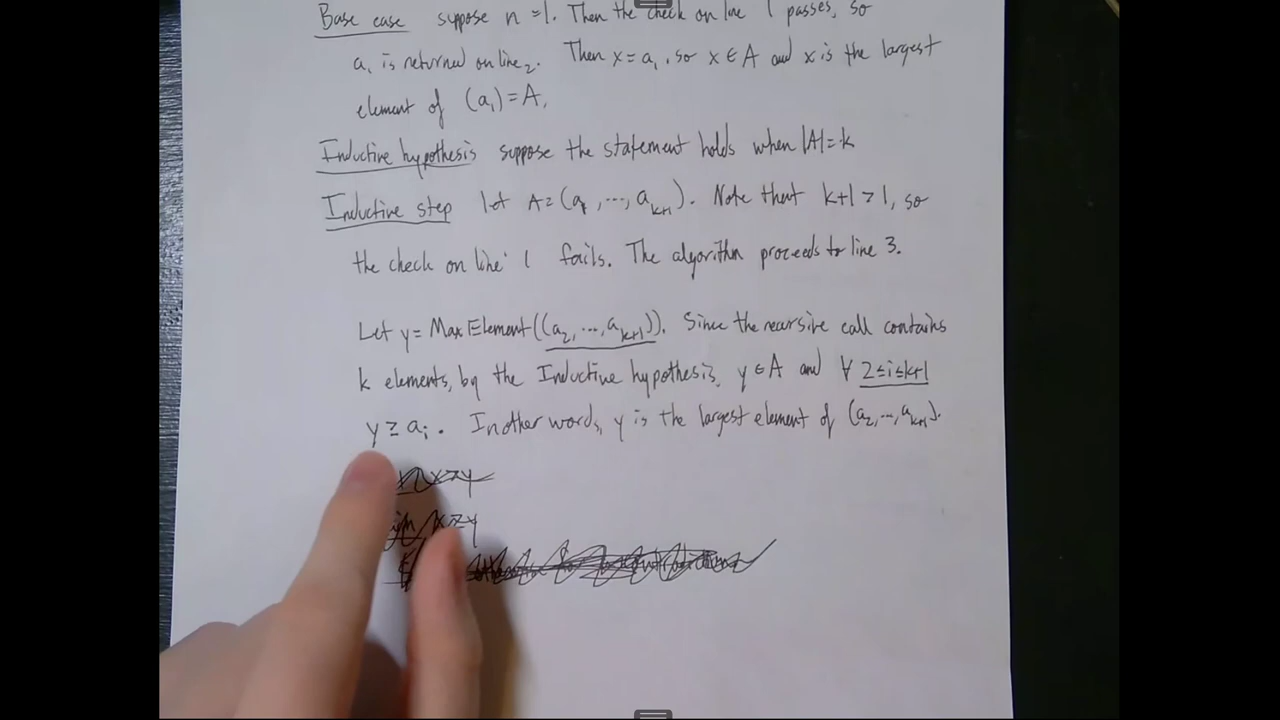 Base case suppose n=1. Then the check on line 1 passes, so
a₁ is returned on line 2. Then x=a₁, so x∈A and x is the largest
element of (a₁)=A.
Inductive hypothesis suppose the statement holds when |A|=k
Inductive step let A=(a₁,...,aₖ₊₁). Note that k+1>1, so
the check on line 1 fails. The algorithm proceeds to line 3.
Let y=MaxElement((a₂,...,aₖ₊₁)). Since the recursive call contains
k elements, by the Inductive hypothesis, y∈A and ∀ 2≤i≤k+1
y≥aᵢ. In other words, y is the largest element of (a₂,...,aₖ₊₁).
x≥y
x≥y